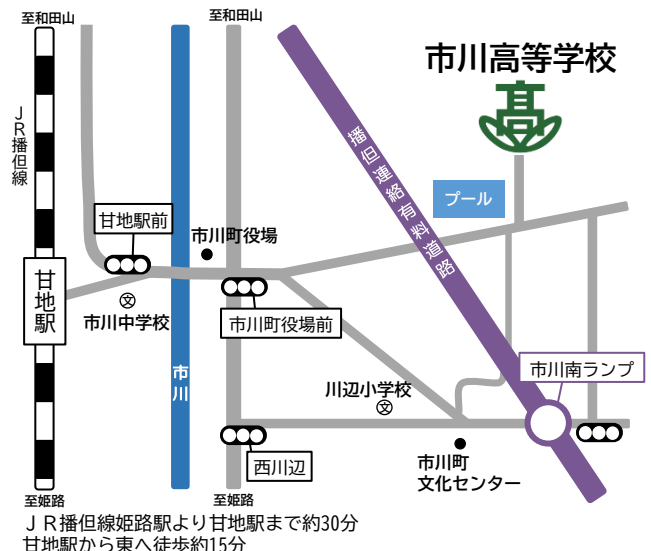 至和田山
至和田山
市川高等学校
髙
JR播但線
播但連絡有料道路
プール
甘地駅前
市川町役場
甘地駅
文
市川中学校
市川町役場前
市川
市川南ランプ
川辺小学校
文
西川辺
市川町
文化センター
至姫路
至姫路
JR播但線姫路駅より甘地駅まで約30分
甘地駅から東へ徒歩約15分